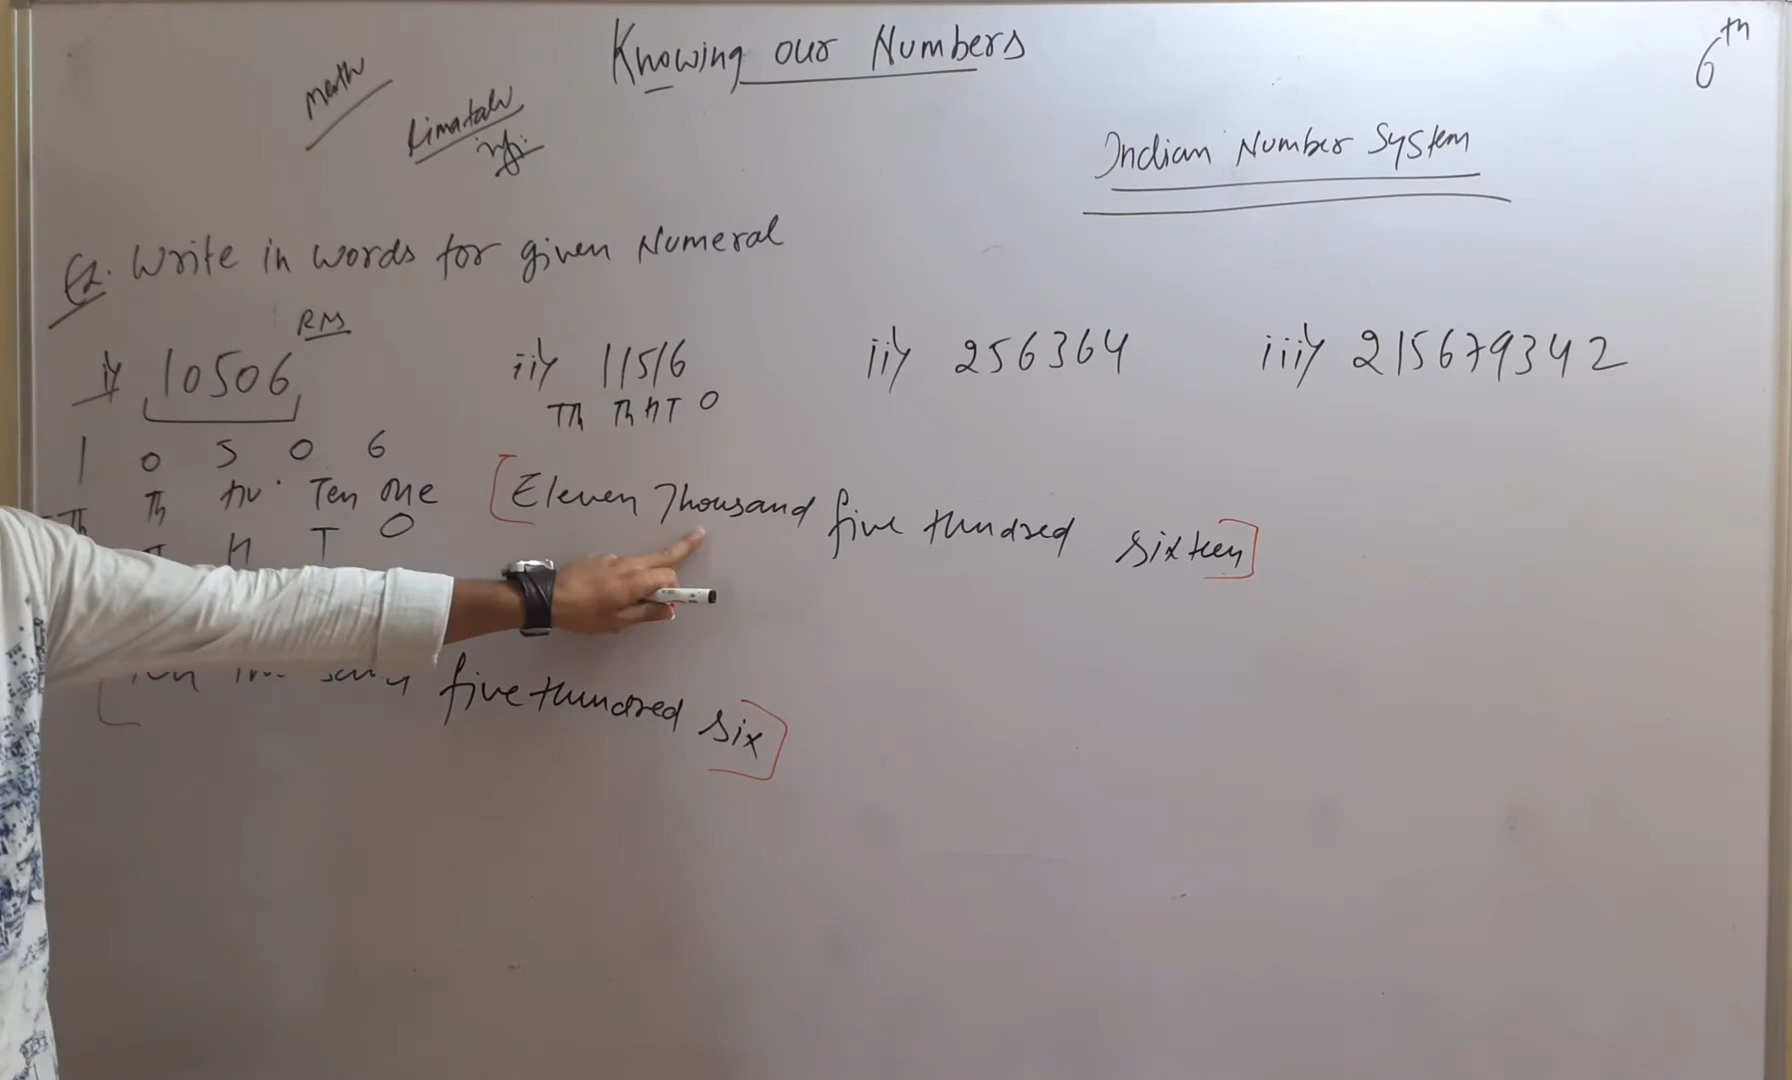 Knowing our Numbers
6th
Math
Indian Number System
Ex. Write in words for given Numeral
i) 10506
ii) 11516
ii) 256364
iii) 215679342
TTh Th H T O
1 0 5 0 6
Th Ten one
H T O
Eleven Thousand five Hundred sixteen
five Hundred six